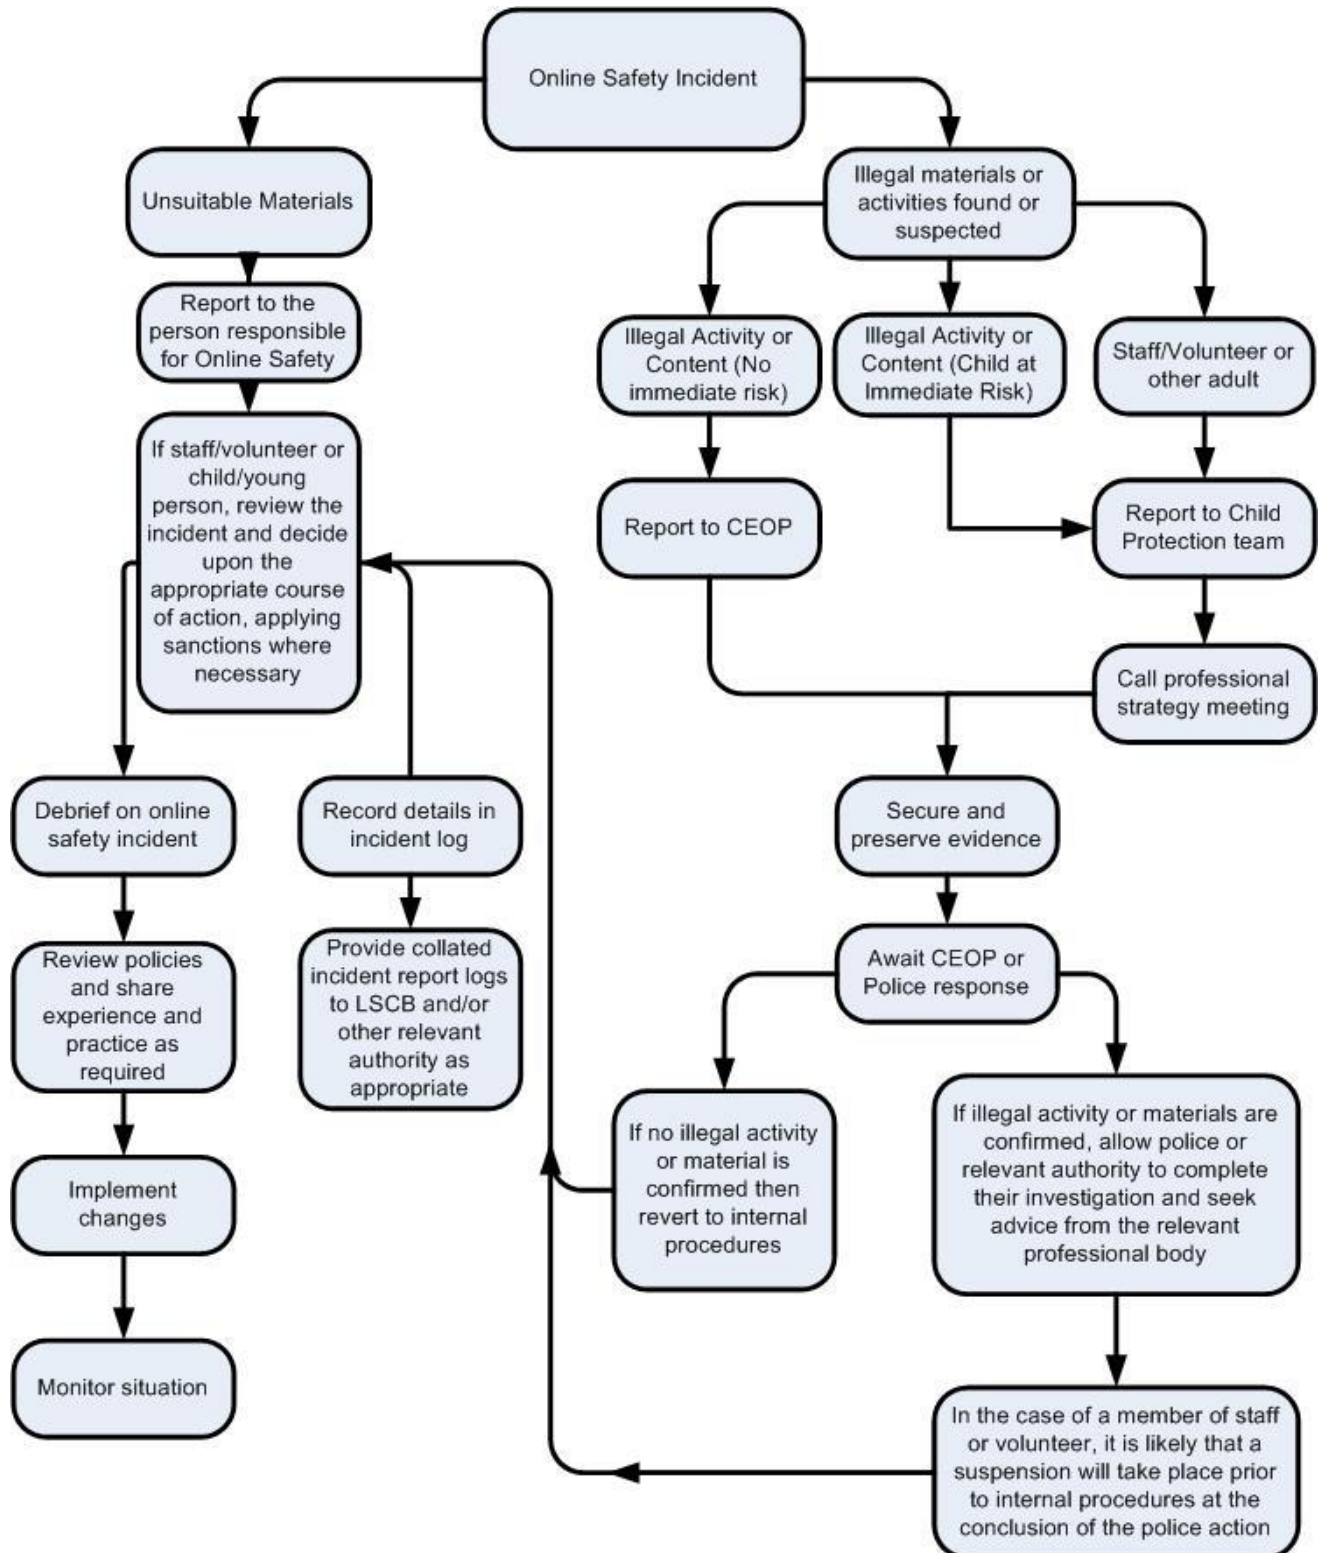 Online Safety Incident
Unsuitable Materials
Report to the
person responsible
for Online Safety
If staff/volunteer or
child/young
person, review the
incident and decide
upon the
appropriate course
of action, applying
sanctions where
necessary
Debrief on online
safety incident
Review policies
and share
experience and
practice as
required
Implement
changes
Monitor situation
Record details in
incident log
Provide collated
incident report logs
to LSCB and/or
other relevant
authority as
appropriate
Illegal materials or
activities found or
suspected
Illegal Activity or
Content (No
immediate risk)
Illegal Activity or
Content (Child at
Immediate Risk)
Staff/Volunteer or
other adult
Report to CEOP
Report to Child
Protection team
Call professional
strategy meeting
Secure and
preserve evidence
Await CEOP or
Police response
If no illegal activity
or material is
confirmed then
revert to internal
procedures
If illegal activity or materials are
confirmed, allow police or
relevant authority to complete
their investigation and seek
advice from the relevant
professional body
In the case of a member of staff
or volunteer, it is likely that a
suspension will take place prior
to internal procedures at the
conclusion of the police action